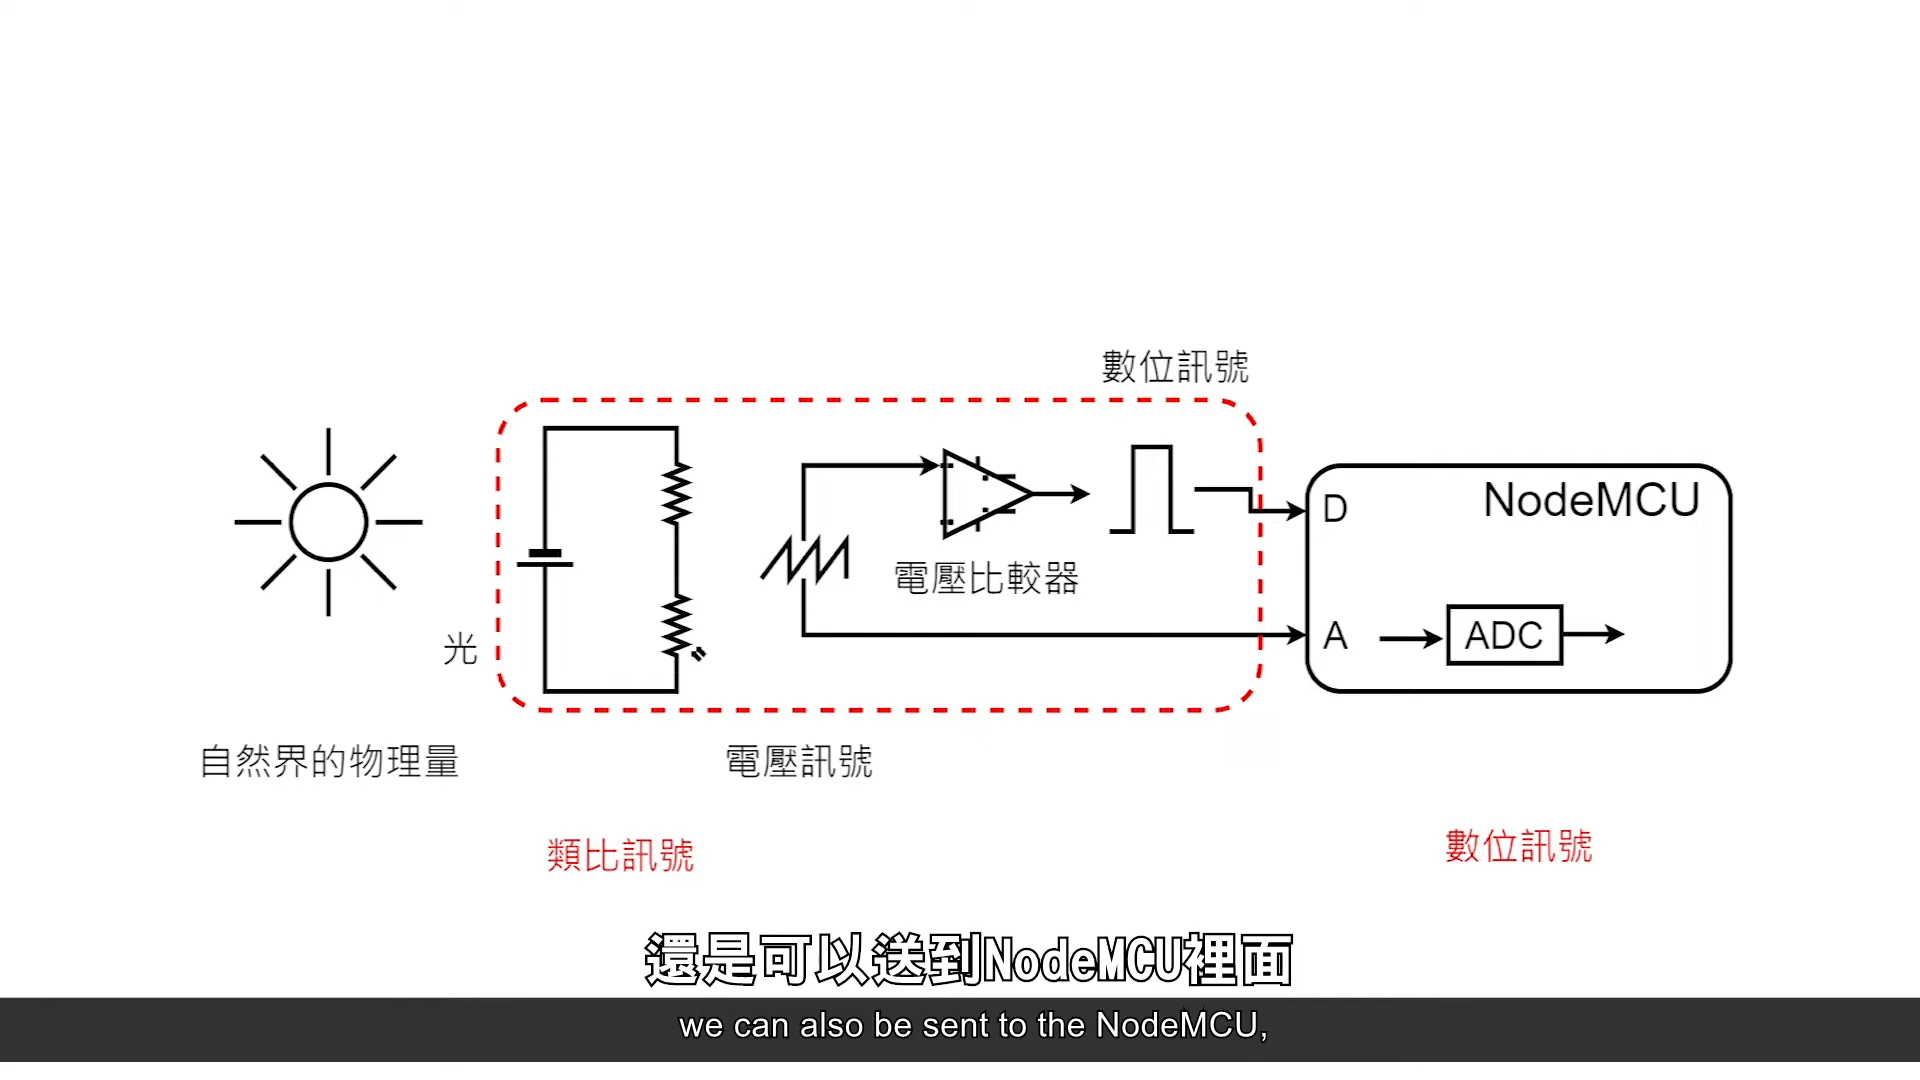 數位訊號
NodeMCU
D
電壓比較器
A
ADC
光
自然界的物理量
電壓訊號
類比訊號
數位訊號
還是可以送到NodeMCU裡面
we can also be sent to the NodeMCU,